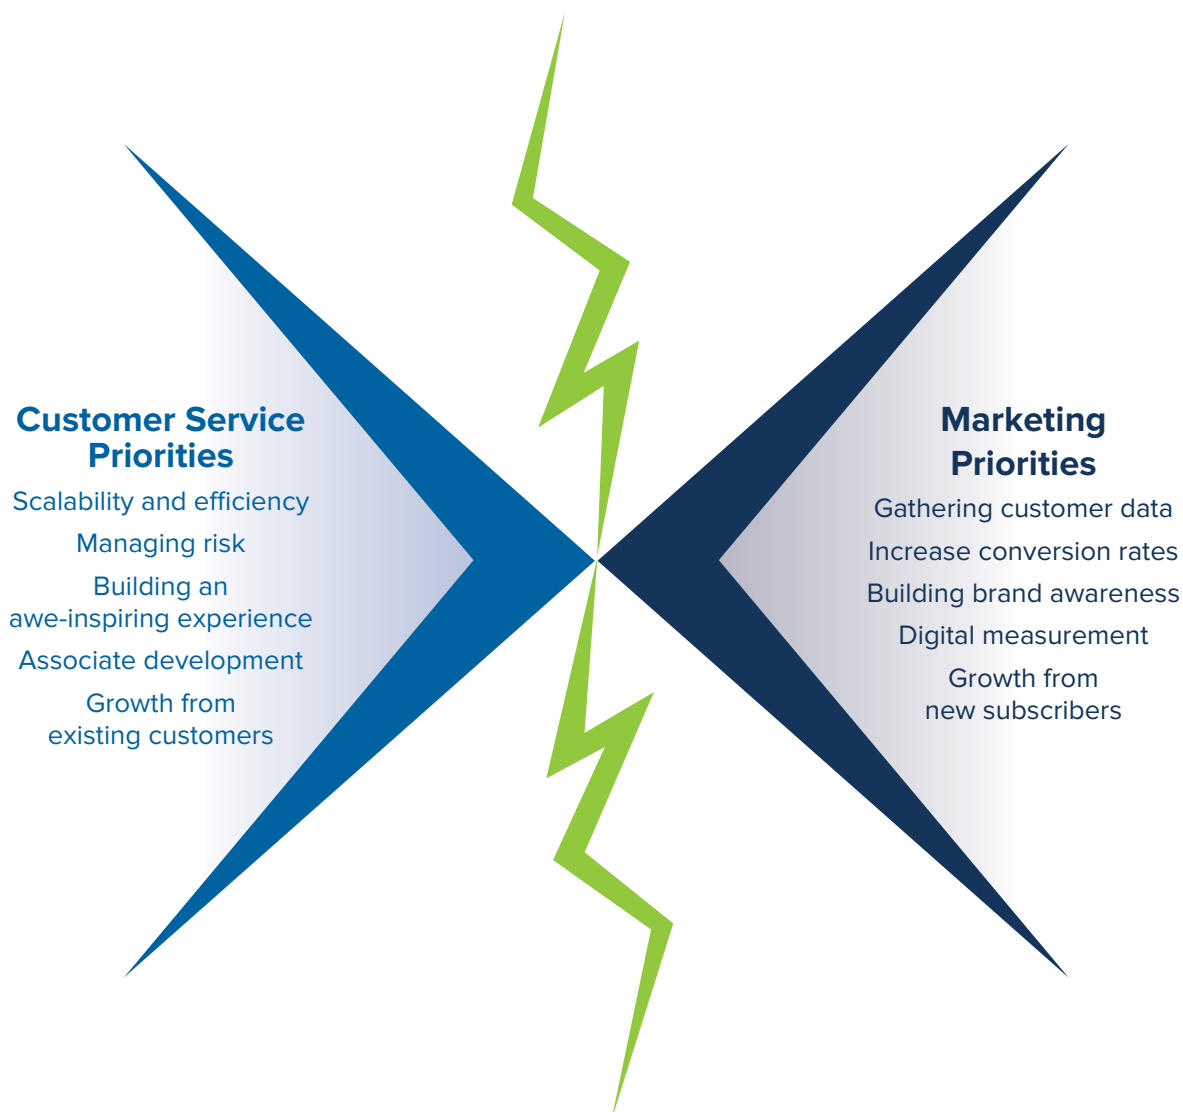 Customer Service
Priorities
Scalability and efficiency
Managing risk
Building an
awe-inspiring experience
Associate development
Growth from
existing customers
Marketing
Priorities
Gathering customer data
Increase conversion rates
Building brand awareness
Digital measurement
Growth from
new subscribers